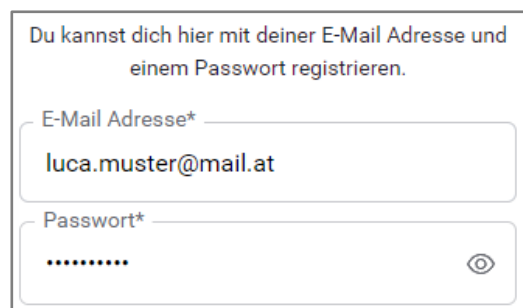 Du kannst dich hier mit deiner E-Mail Adresse und
einem Passwort registrieren.
E-Mail Adresse*
luca.muster@mail.at
Passwort*
••••••••••